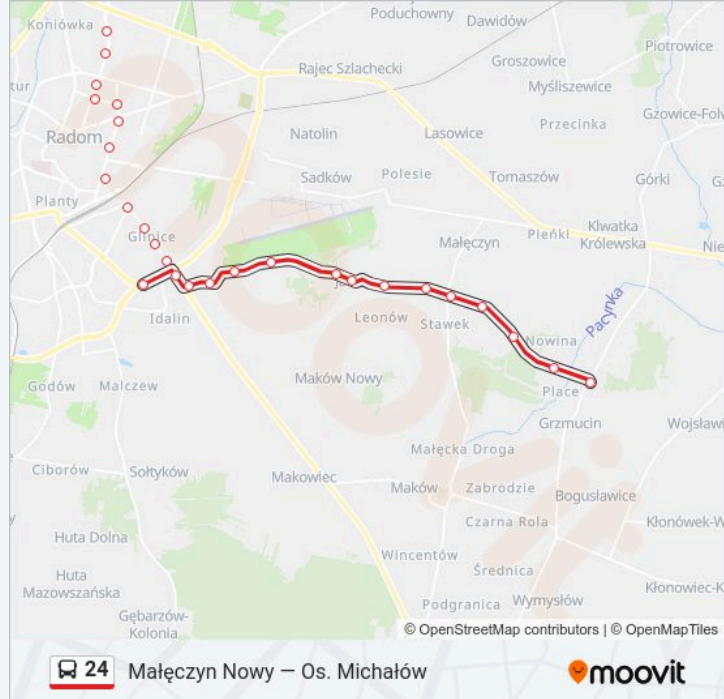 Koniówka
Poduchowny
Dawidów
Rajec Szlachecki
Groszowice
Piotrowice
Myśliszewice
Gzowice-Folw
Przecinka
Radom
Natolin
Lasowice
Sadków
Polesie
Tomaszów
Górki
Planty
Glinice
Małęczyn
Pieńki
Klwatka
Królewska
Idalin
Leonów
Stawek
Pacynka
Nowina
Godów
Malczew
Maków Nowy
Place
Grzmucin
Wojsławi
Ciborów
Sołtyków
Makowiec
Małęcka Droga
Maków
Zabrodzie
Bogusławice
Huta Dolna
Czarna Rola
Kłonówek-W
Wincentów
Średnica
Huta
Mazowszańska
Kłonowiec-K
Gębarzów-
Kolonia
Podgranica
Wymysłów
© OpenStreetMap contributors | © OpenMapTiles
24 Małęczyn Nowy — Os. Michałów
moovit